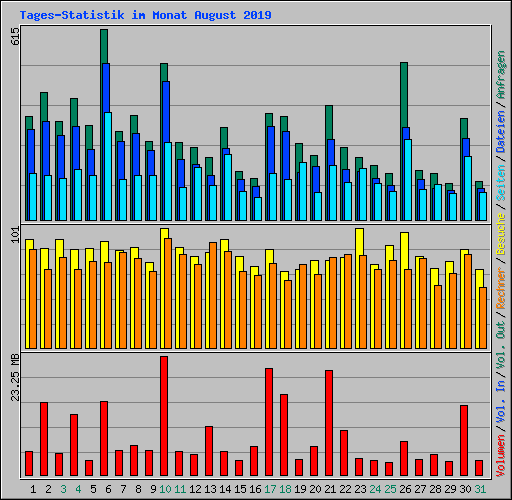 Tages-Statistik im Monat August 2019
615
101
23.25 MB
Volumen / Vol. In / Vol. Out / Rechner / Besuche / Seiten / Dateien / Anfragen
1 2 3 4 5 6 7 8 9 10 11 12 13 14 15 16 17 18 19 20 21 22 23 24 25 26 27 28 29 30 31